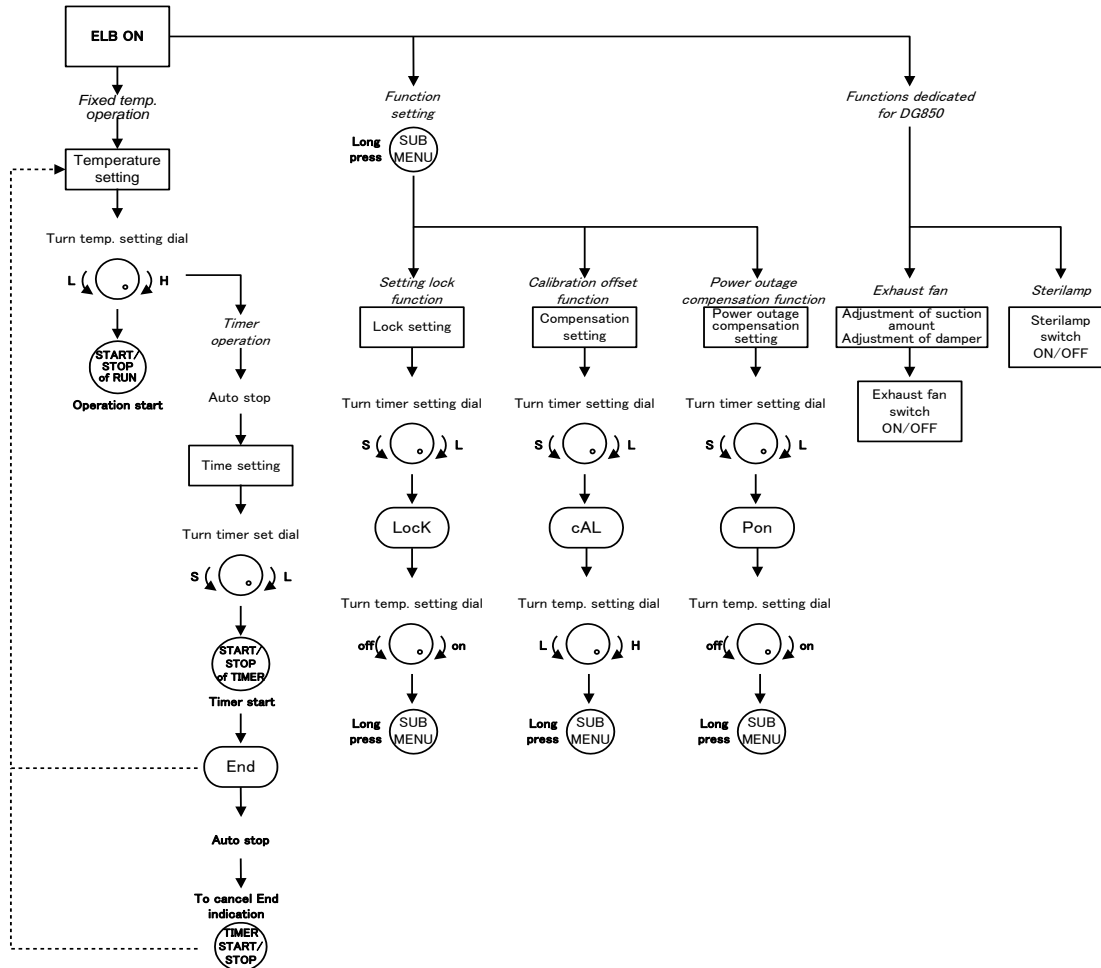 ELB ON
Fixed temp.
operation
Temperature
setting
Turn temp. setting dial
L
H
START/
STOP
of RUN
Operation start
Timer
operation
Auto stop
Time setting
Turn timer set dial
S
L
START/
STOP
of TIMER
Timer start
End
Auto stop
To cancel End
indication
TIMER
START/
STOP
Function
setting
Long
press
SUB
MENU
Setting lock
function
Lock setting
Turn timer setting dial
S
L
LocK
Turn temp. setting dial
off
on
Long
press
SUB
MENU
Calibration offset
function
Compensation
setting
Turn timer setting dial
S
L
cAL
Turn temp. setting dial
L
H
Long
press
SUB
MENU
Power outage
compensation function
Power outage
compensation
setting
Turn timer setting dial
S
L
Pon
Turn temp. setting dial
off
on
Long
press
SUB
MENU
Functions dedicated
for DG850
Exhaust fan
Adjustment of suction
amount
Adjustment of damper
Exhaust fan
switch
ON/OFF
Sterilamp
Sterilamp
switch
ON/OFF